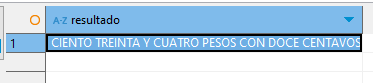 A-Z resultado
1 CIENTO TREINTA Y CUATRO PESOS CON DOCE CENTAVOS